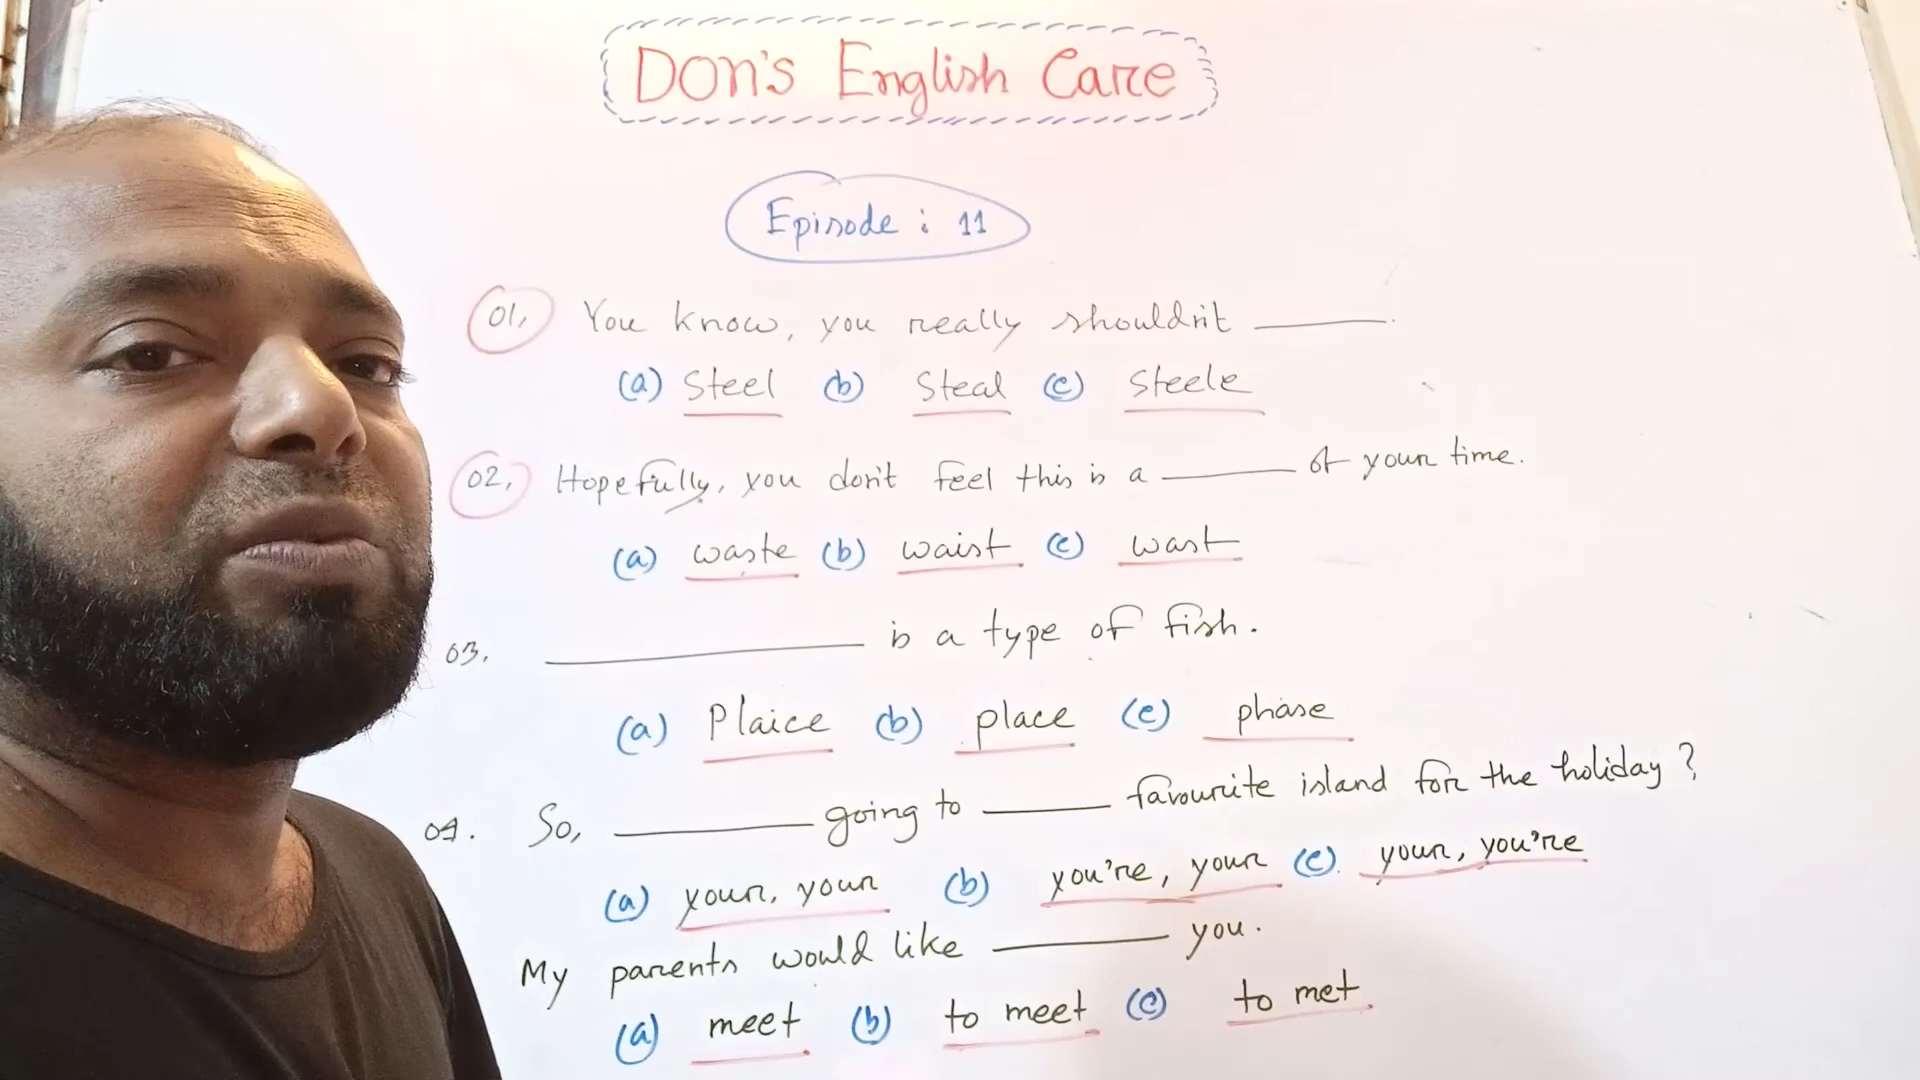 Don's English Care
Episode : 11
01. You know, you really shouldn't ______.
(a) Steel (b) Steal (c) Steele
02. Hopefully, you don't feel this is a ______ of your time.
(a) waste (b) waist (c) wast
03. ______ is a type of fish.
(a) Plaice (b) place (c) phase
04. So, ______ going to ______ favourite island for the holiday?
(a) your, your (b) you're, your (c) your, you're
My parents would like ______ you.
(a) meet (b) to meet (c) to met.